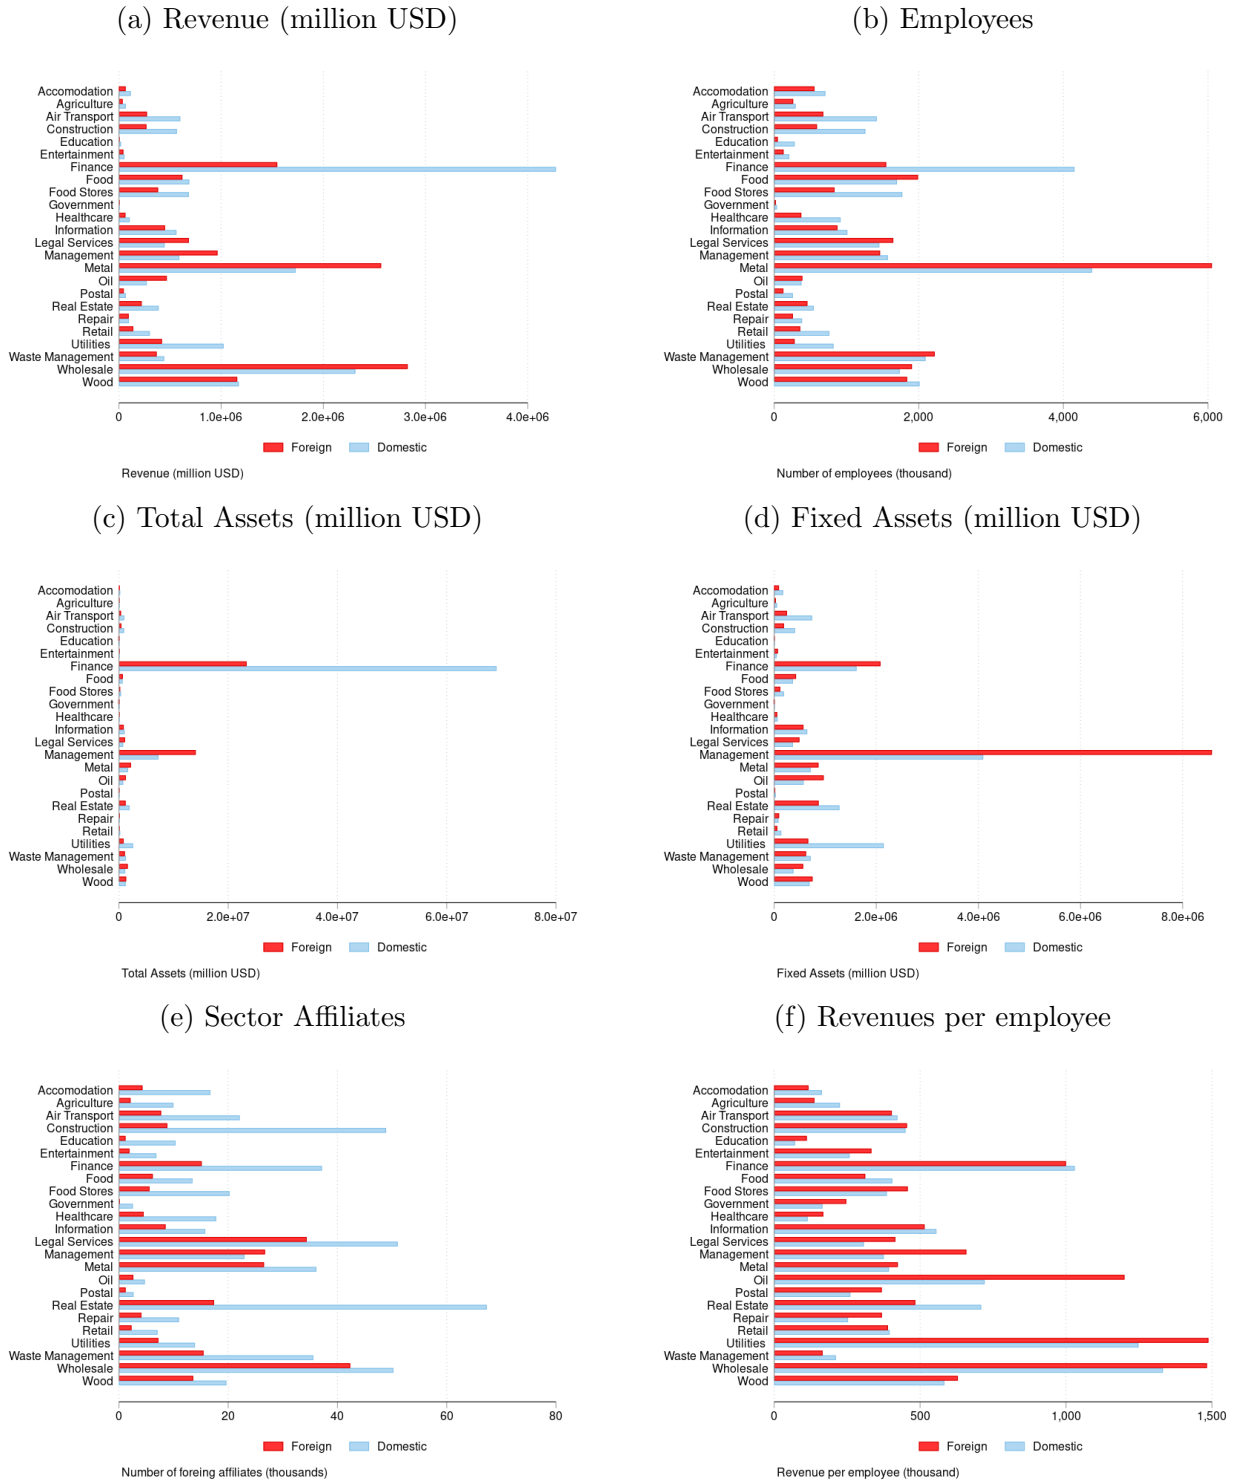 (a) Revenue (million USD)
Accomodation
Agriculture
Air Transport
Construction
Education
Entertainment
Finance
Food
Food Stores
Government
Healthcare
Information
Legal Services
Management
Metal
Oil
Postal
Real Estate
Repair
Retail
Utilities
Waste Management
Wholesale
Wood
0 1.0e+06 2.0e+06 3.0e+06 4.0e+06
Foreign Domestic
Revenue (million USD)
(b) Employees
Accomodation
Agriculture
Air Transport
Construction
Education
Entertainment
Finance
Food
Food Stores
Government
Healthcare
Information
Legal Services
Management
Metal
Oil
Postal
Real Estate
Repair
Retail
Utilities
Waste Management
Wholesale
Wood
0 2,000 4,000 6,000
Foreign Domestic
Number of employees (thousand)
(c) Total Assets (million USD)
Accomodation
Agriculture
Air Transport
Construction
Education
Entertainment
Finance
Food
Food Stores
Government
Healthcare
Information
Legal Services
Management
Metal
Oil
Postal
Real Estate
Repair
Retail
Utilities
Waste Management
Wholesale
Wood
0 2.0e+07 4.0e+07 6.0e+07 8.0e+07
Foreign Domestic
Total Assets (million USD)
(d) Fixed Assets (million USD)
Accomodation
Agriculture
Air Transport
Construction
Education
Entertainment
Finance
Food
Food Stores
Government
Healthcare
Information
Legal Services
Management
Metal
Oil
Postal
Real Estate
Repair
Retail
Utilities
Waste Management
Wholesale
Wood
0 2.0e+06 4.0e+06 6.0e+06 8.0e+06
Foreign Domestic
Fixed Assets (million USD)
(e) Sector Affiliates
Accomodation
Agriculture
Air Transport
Construction
Education
Entertainment
Finance
Food
Food Stores
Government
Healthcare
Information
Legal Services
Management
Metal
Oil
Postal
Real Estate
Repair
Retail
Utilities
Waste Management
Wholesale
Wood
0 20 40 60 80
Foreign Domestic
Number of foreing affiliates (thousands)
(f) Revenues per employee
Accomodation
Agriculture
Air Transport
Construction
Education
Entertainment
Finance
Food
Food Stores
Government
Healthcare
Information
Legal Services
Management
Metal
Oil
Postal
Real Estate
Repair
Retail
Utilities
Waste Management
Wholesale
Wood
0 500 1,000 1,500
Foreign Domestic
Revenue per employee (thousand)